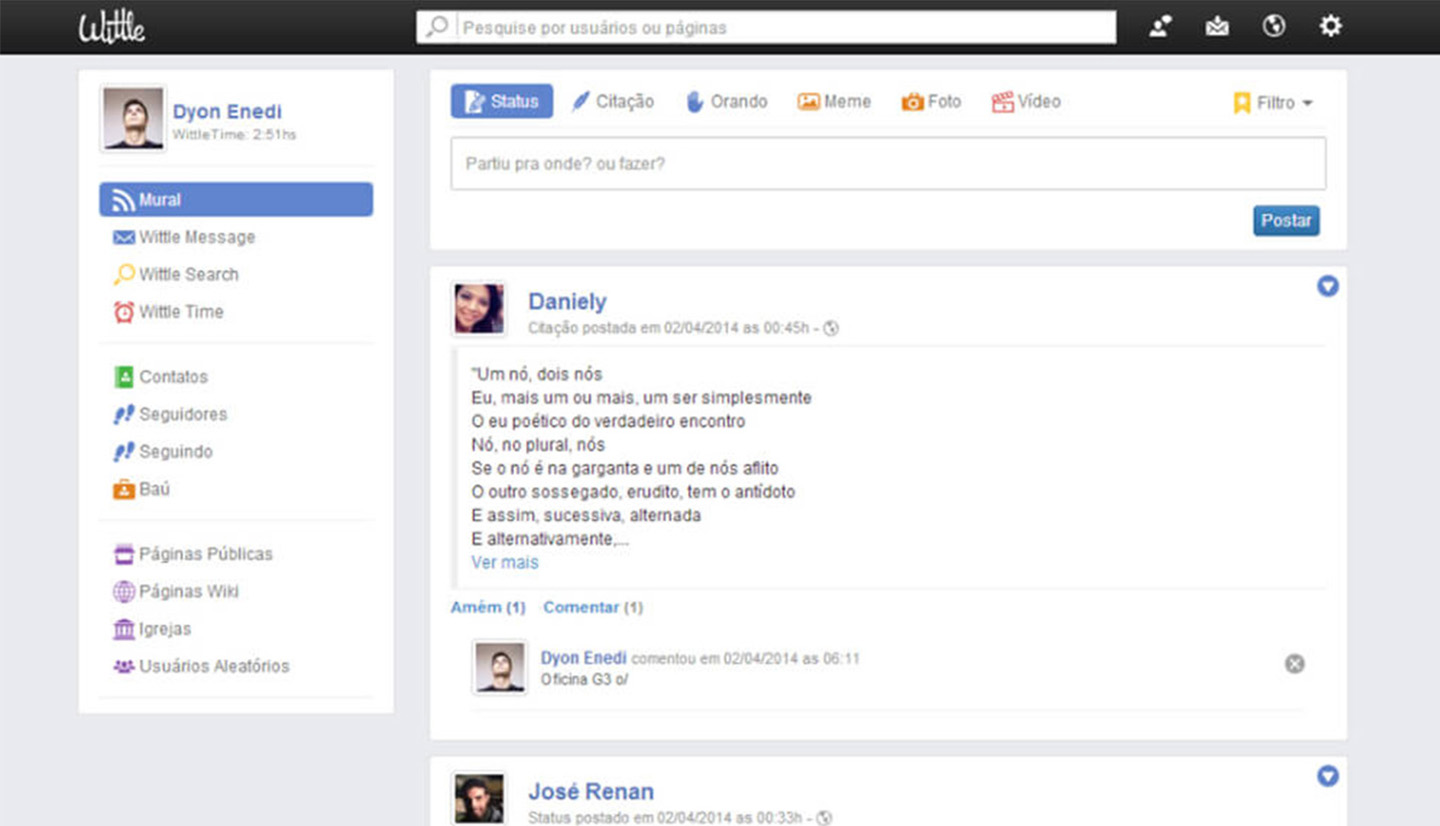 Wittle
Pesquise por usuários ou páginas
Dyon Enedi
WittleTime: 2:51hs
Mural
Wittle Message
Wittle Search
Wittle Time
Contatos
Seguidores
Seguindo
Baú
Páginas Públicas
Páginas Wiki
Igrejas
Usuários Aleatórios
Status Citação Orando Meme Foto Vídeo Filtro
Partiu pra onde? ou fazer?
Postar
Daniely
Citação postada em 02/04/2014 as 00:45h -
"Um nó, dois nós
Eu, mais um ou mais, um ser simplesmente
O eu poético do verdadeiro encontro
Nó, no plural, nós
Se o nó é na garganta e um de nós aflito
O outro sossegado, erudito, tem o antídoto
E assim, sucessiva, alternada
E alternativamente,...
Ver mais
Amém (1) Comentar (1)
Dyon Enedi comentou em 02/04/2014 as 06:11
Oficina G3 o/
José Renan
Status postado em 02/04/2014 as 00:33h -